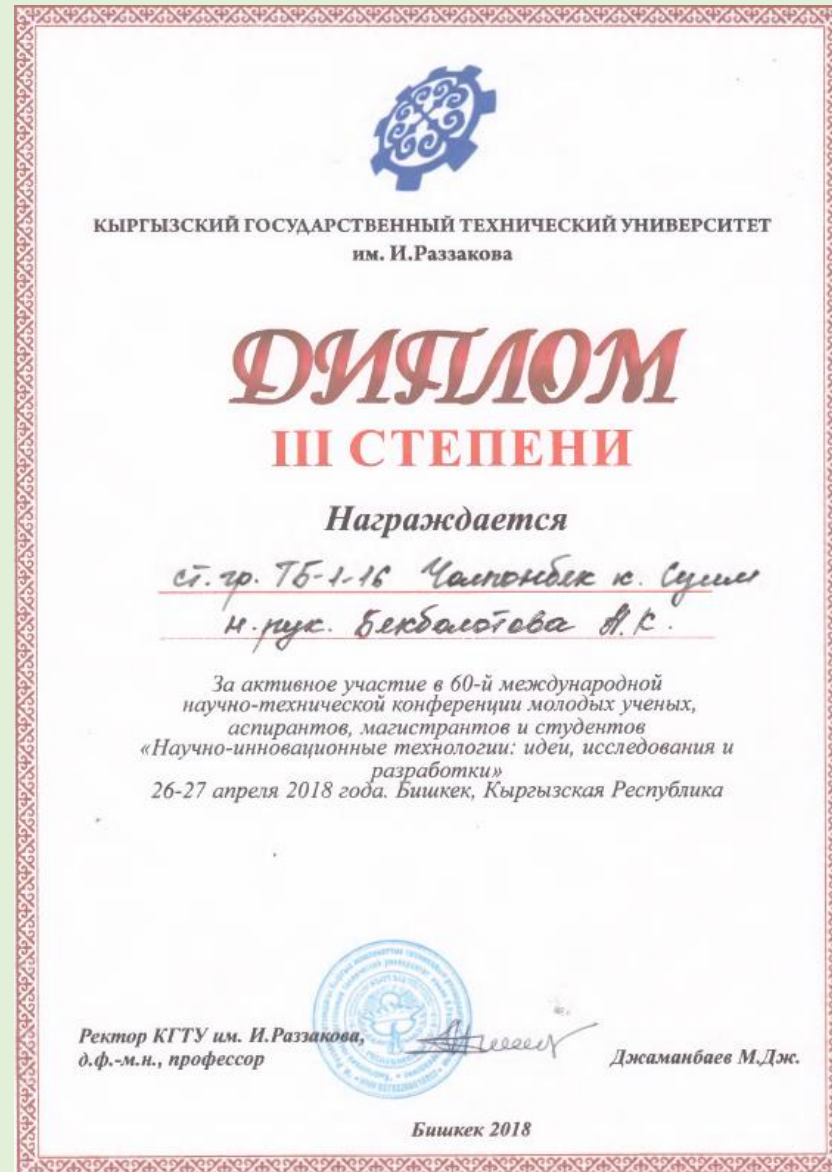 КЫРГЫЗСКИЙ ГОСУДАРСТВЕННЫЙ ТЕХНИЧЕСКИЙ УНИВЕРСИТЕТ
им. И.Раззакова
ДИПЛОМ
III СТЕПЕНИ
Награждается
ст. гр. ТБ-1-16 Чолпонбек к.
н. рук. Бекболотова А.К.
За активное участие в 60-й международной
научно-технической конференции молодых ученых,
аспирантов, магистрантов и студентов
«Научно-инновационные технологии: идеи, исследования и
разработки»
26-27 апреля 2018 года. Бишкек, Кыргызская Республика
Ректор КГТУ им. И.Раззакова,
д.ф.-м.н., профессор
Джаманбаев М.Дж.
Бишкек 2018